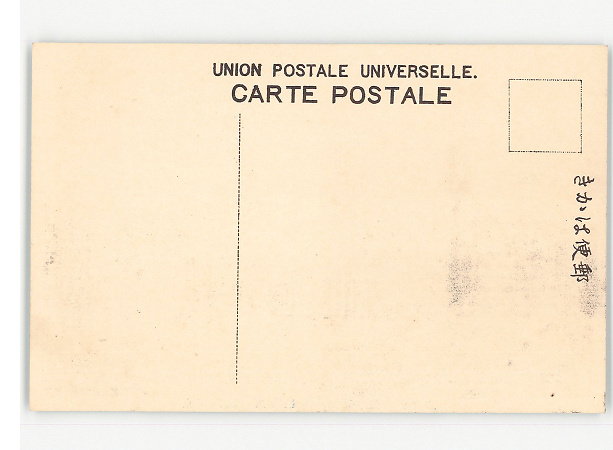 UNION POSTALE UNIVERSELLE.
CARTE POSTALE
きかは便郵